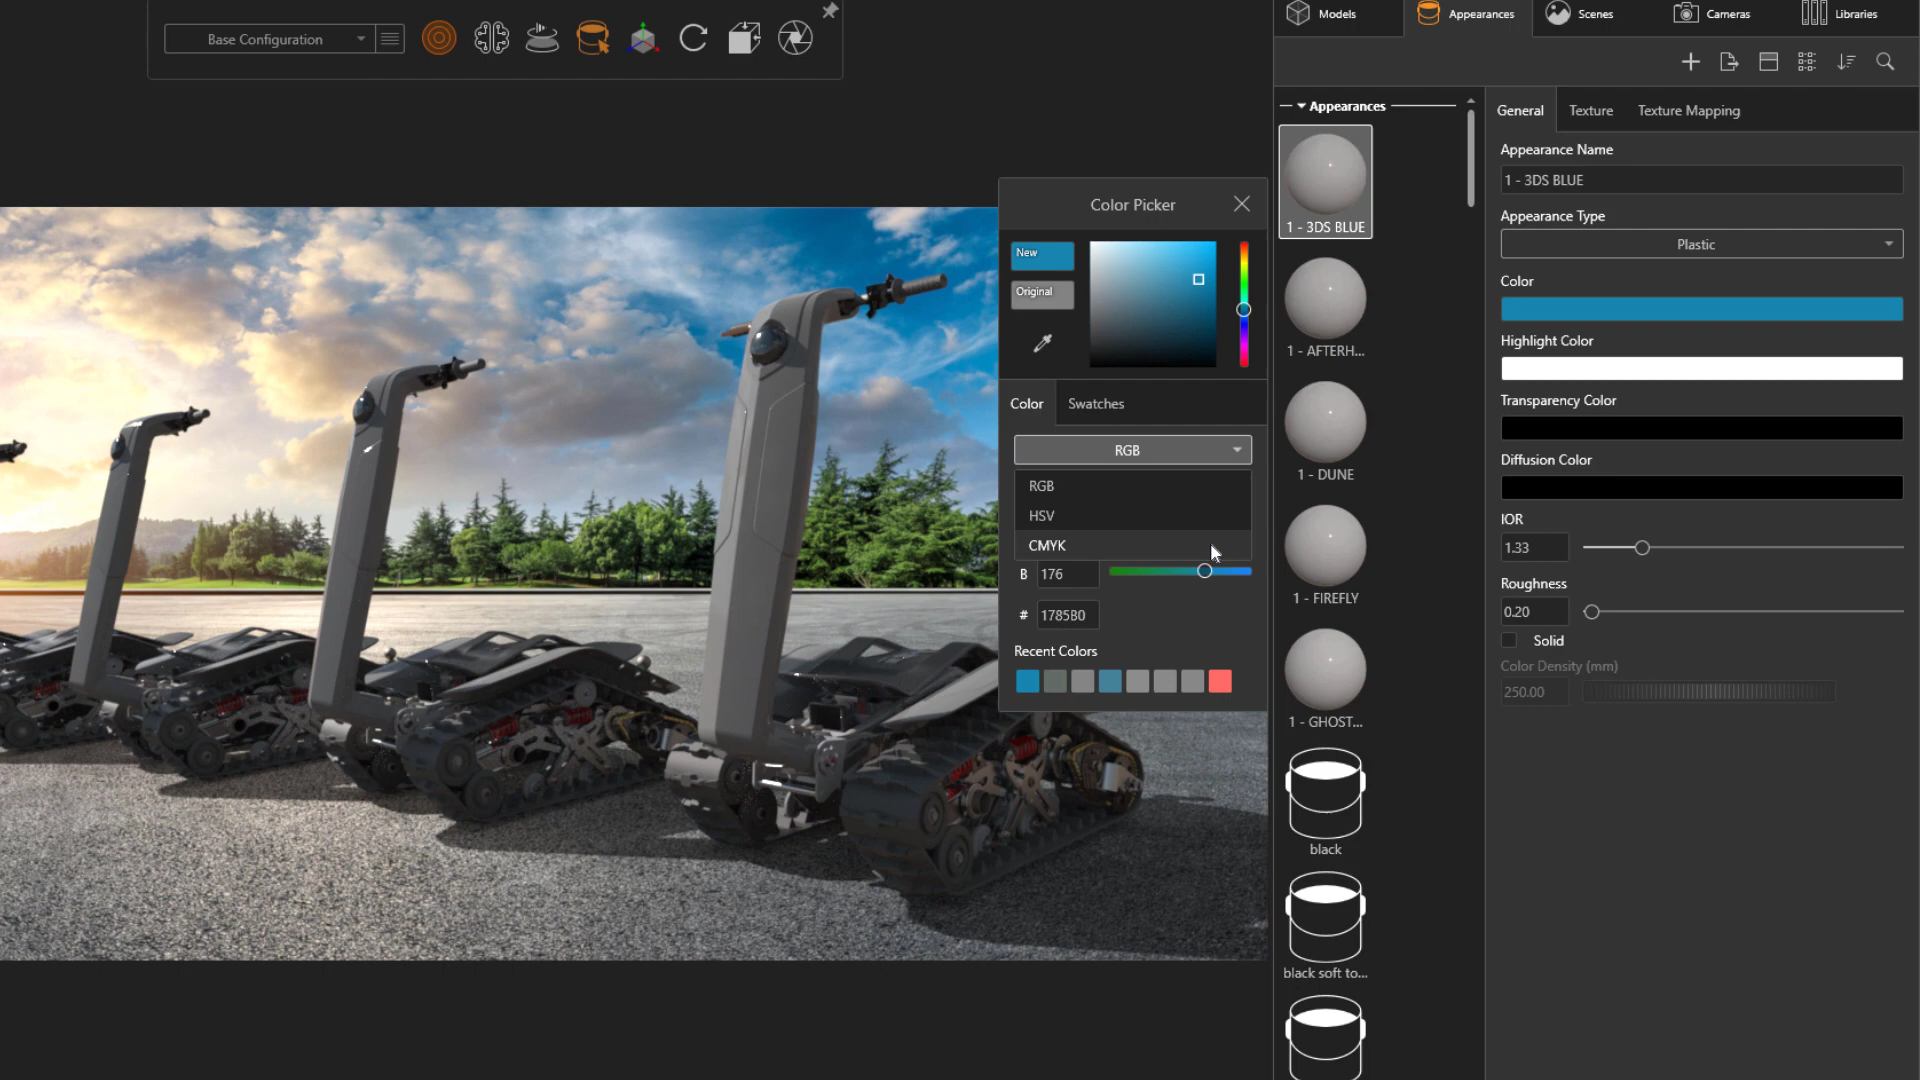 Base Configuration
Models
Appearances
Scenes
Cameras
Libraries
Appearances
1 - 3DS BLUE
1 - AFTERH...
1 - DUNE
1 - FIREFLY
1 - GHOST...
black
black soft to...
General
Texture
Texture Mapping
Appearance Name
1 - 3DS BLUE
Appearance Type
Plastic
Color
Highlight Color
Transparency Color
Diffusion Color
IOR
1.33
Roughness
0.20
Solid
Color Density (mm)
250.00
Color Picker
New
Original
Color
Swatches
RGB
RGB
HSV
CMYK
B 176
# 1785B0
Recent Colors